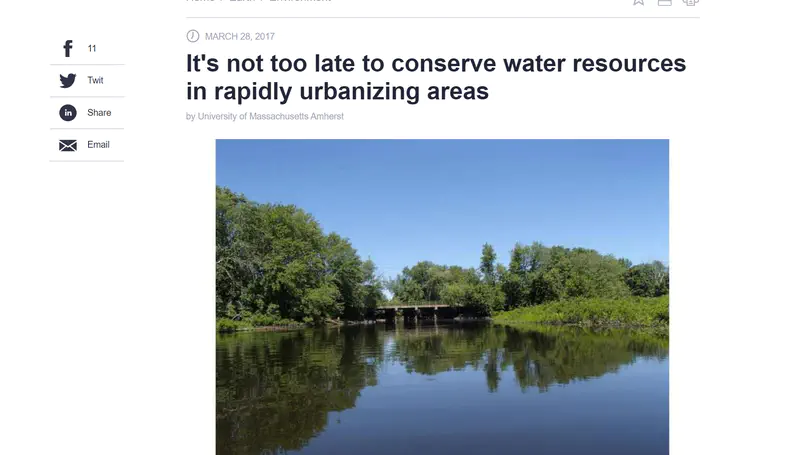 Home / Earth / Environment
11
Twit
Share
Email
MARCH 28, 2017
It's not too late to conserve water resources
in rapidly urbanizing areas
by University of Massachusetts Amherst